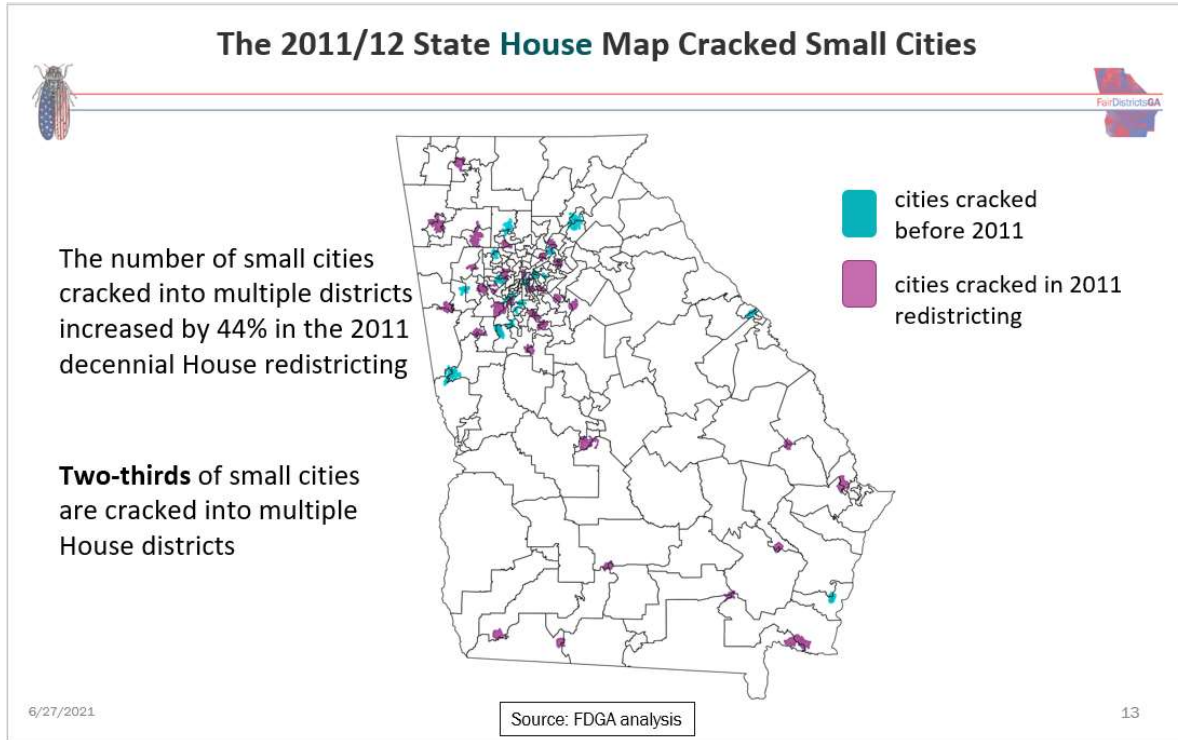 The 2011/12 State House Map Cracked Small Cities
FairDistrictsGA
The number of small cities
cracked into multiple districts
increased by 44% in the 2011
decennial House redistricting
Two-thirds of small cities
are cracked into multiple
House districts
cities cracked
before 2011
cities cracked in 2011
redistricting
6/27/2021
Source: FDGA analysis
13